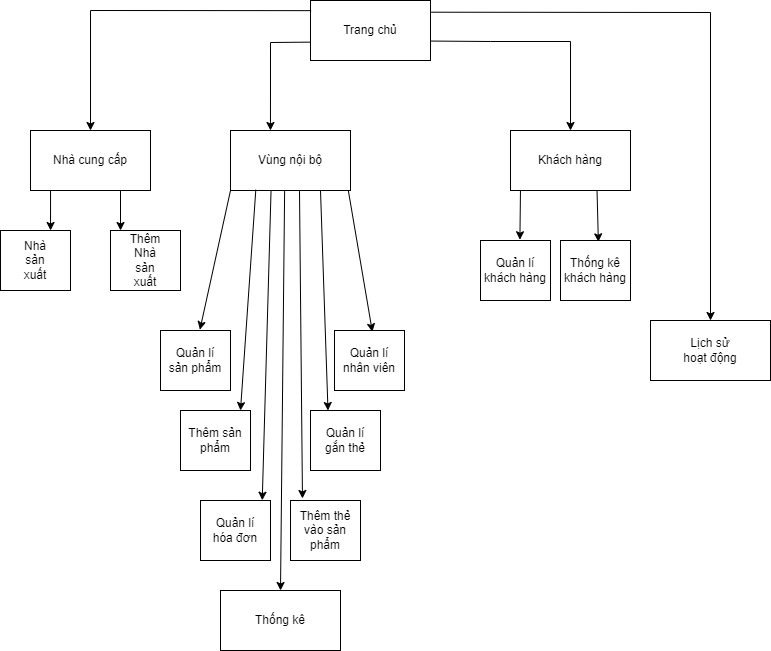 Trang chủ
Nhà cung cấp
Vùng nội bộ
Khách hàng
Nhà
sản
xuất
Thêm
Nhà
sản
xuất
Quản lí
khách hàng
Thống kê
khách hàng
Lịch sử
hoạt động
Quản lí
sản phẩm
Quản lí
nhân viên
Thêm sản
phẩm
Quản lí
gắn thẻ
Quản lí
hóa đơn
Thêm thẻ
vào sản
phẩm
Thống kê